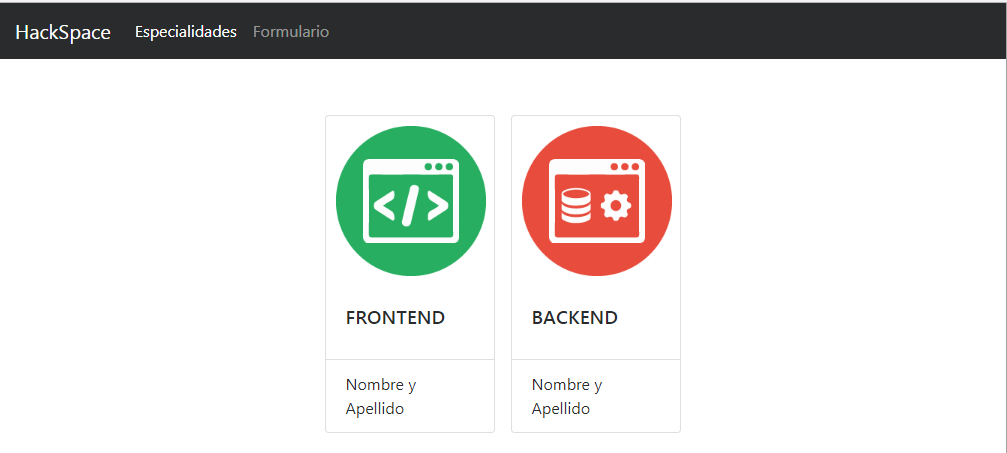 HackSpace Especialidades Formulario
FRONTEND
Nombre y
Apellido
BACKEND
Nombre y
Apellido